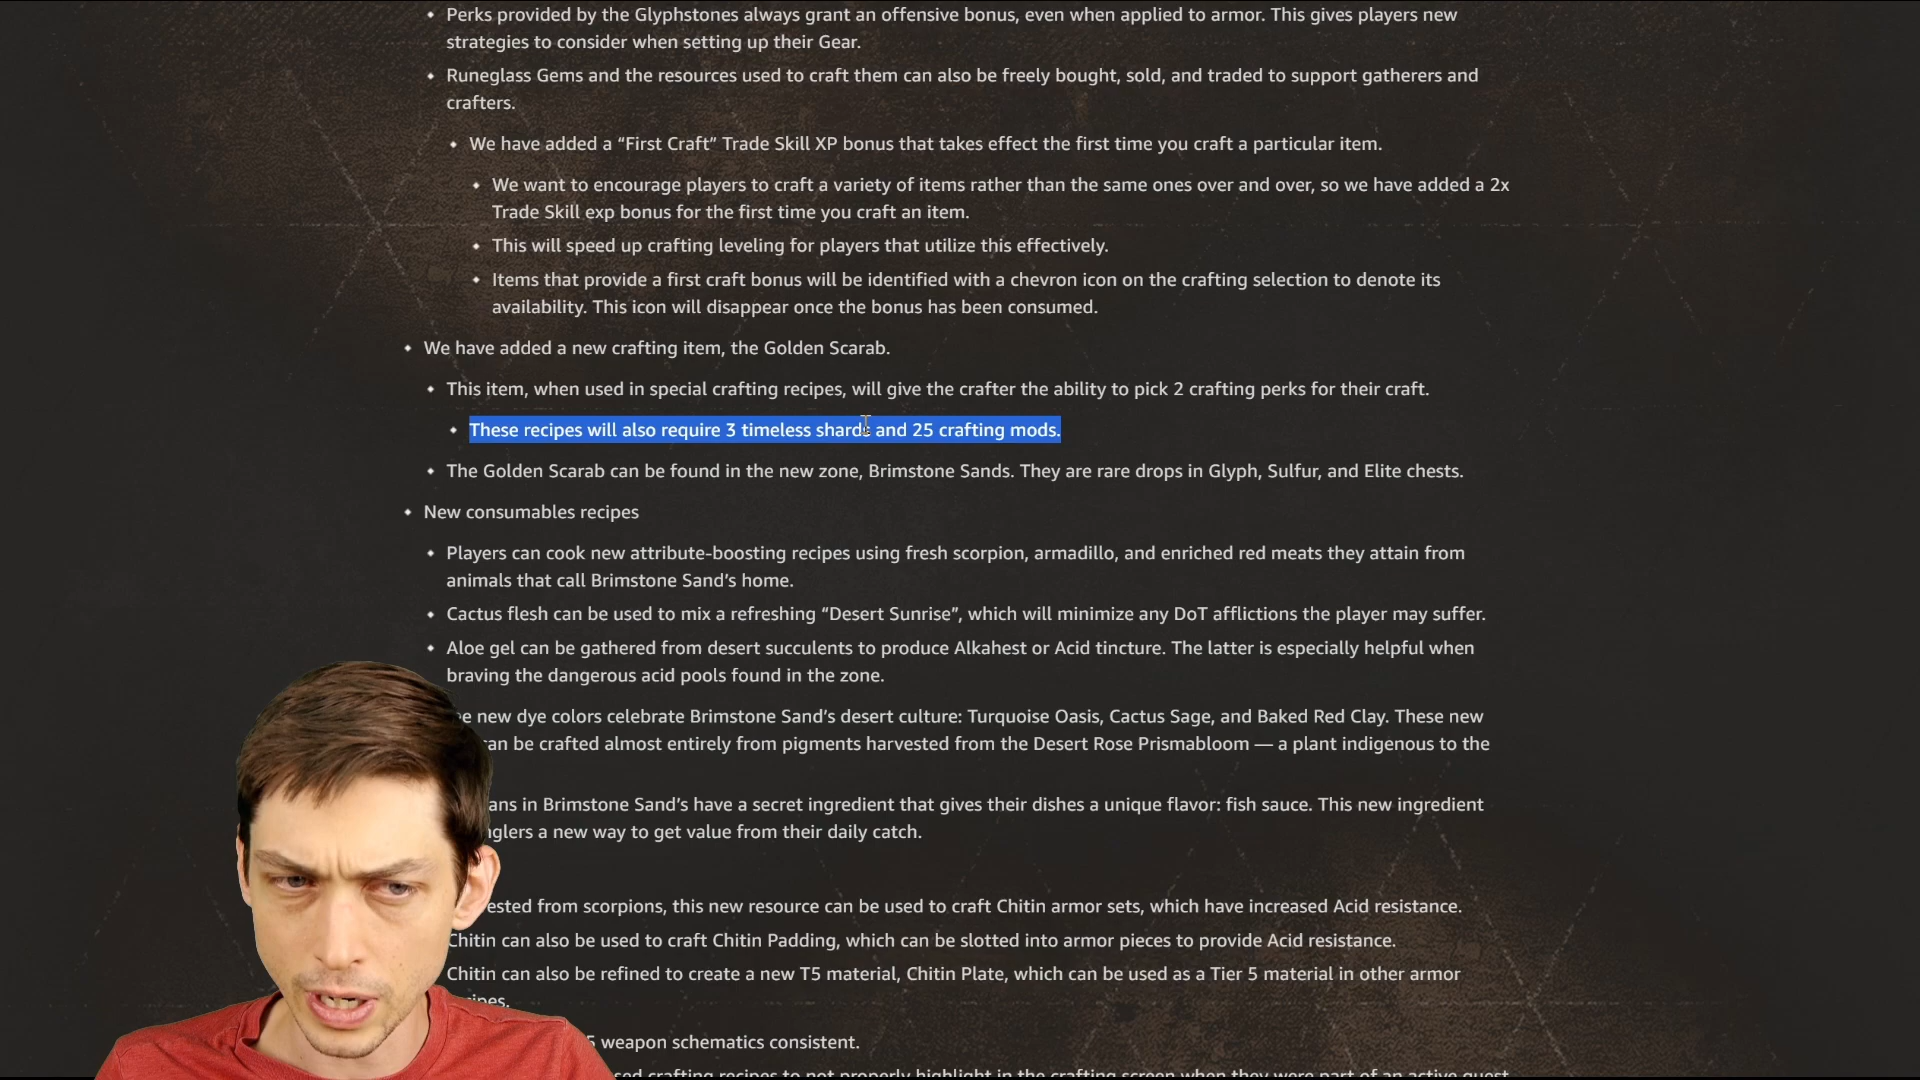 Perks provided by the Glyphstones always grant an offensive bonus, even when applied to armor. This gives players new
strategies to consider when setting up their Gear.
Runeglass Gems and the resources used to craft them can also be freely bought, sold, and traded to support gatherers and
crafters.
We have added a “First Craft” Trade Skill XP bonus that takes effect the first time you craft a particular item.
We want to encourage players to craft a variety of items rather than the same ones over and over, so we have added a 2x
Trade Skill exp bonus for the first time you craft an item.
This will speed up crafting leveling for players that utilize this effectively.
Items that provide a first craft bonus will be identified with a chevron icon on the crafting selection to denote its
availability. This icon will disappear once the bonus has been consumed.
We have added a new crafting item, the Golden Scarab.
This item, when used in special crafting recipes, will give the crafter the ability to pick 2 crafting perks for their craft.
These recipes will also require 3 timeless shards and 25 crafting mods.
The Golden Scarab can be found in the new zone, Brimstone Sands. They are rare drops in Glyph, Sulfur, and Elite chests.
New consumables recipes
Players can cook new attribute-boosting recipes using fresh scorpion, armadillo, and enriched red meats they attain from
animals that call Brimstone Sand’s home.
Cactus flesh can be used to mix a refreshing “Desert Sunrise”, which will minimize any DoT afflictions the player may suffer.
Aloe gel can be gathered from desert succulents to produce Alkahest or Acid tincture. The latter is especially helpful when
braving the dangerous acid pools found in the zone.
new dye colors celebrate Brimstone Sand’s desert culture: Turquoise Oasis, Cactus Sage, and Baked Red Clay. These new
can be crafted almost entirely from pigments harvested from the Desert Rose Prismabloom — a plant indigenous to the
in Brimstone Sand’s have a secret ingredient that gives their dishes a unique flavor: fish sauce. This new ingredient
a new way to get value from their daily catch.
from scorpions, this new resource can be used to craft Chitin armor sets, which have increased Acid resistance.
Chitin can also be used to craft Chitin Padding, which can be slotted into armor pieces to provide Acid resistance.
Chitin can also be refined to create a new T5 material, Chitin Plate, which can be used as a Tier 5 material in other armor
weapon schematics consistent.
crafting recipes to not properly highlight in the crafting screen when they were part of an active quest